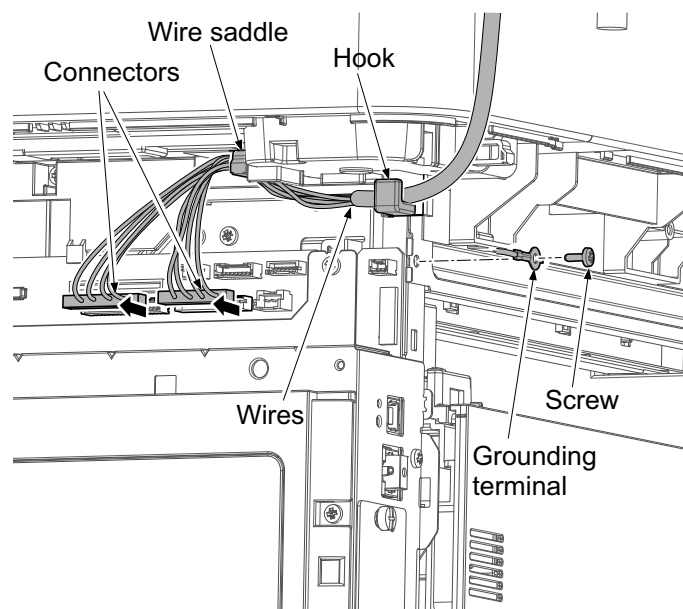 Wire saddle
Hook
Connectors
Wires
Screw
Grounding
terminal